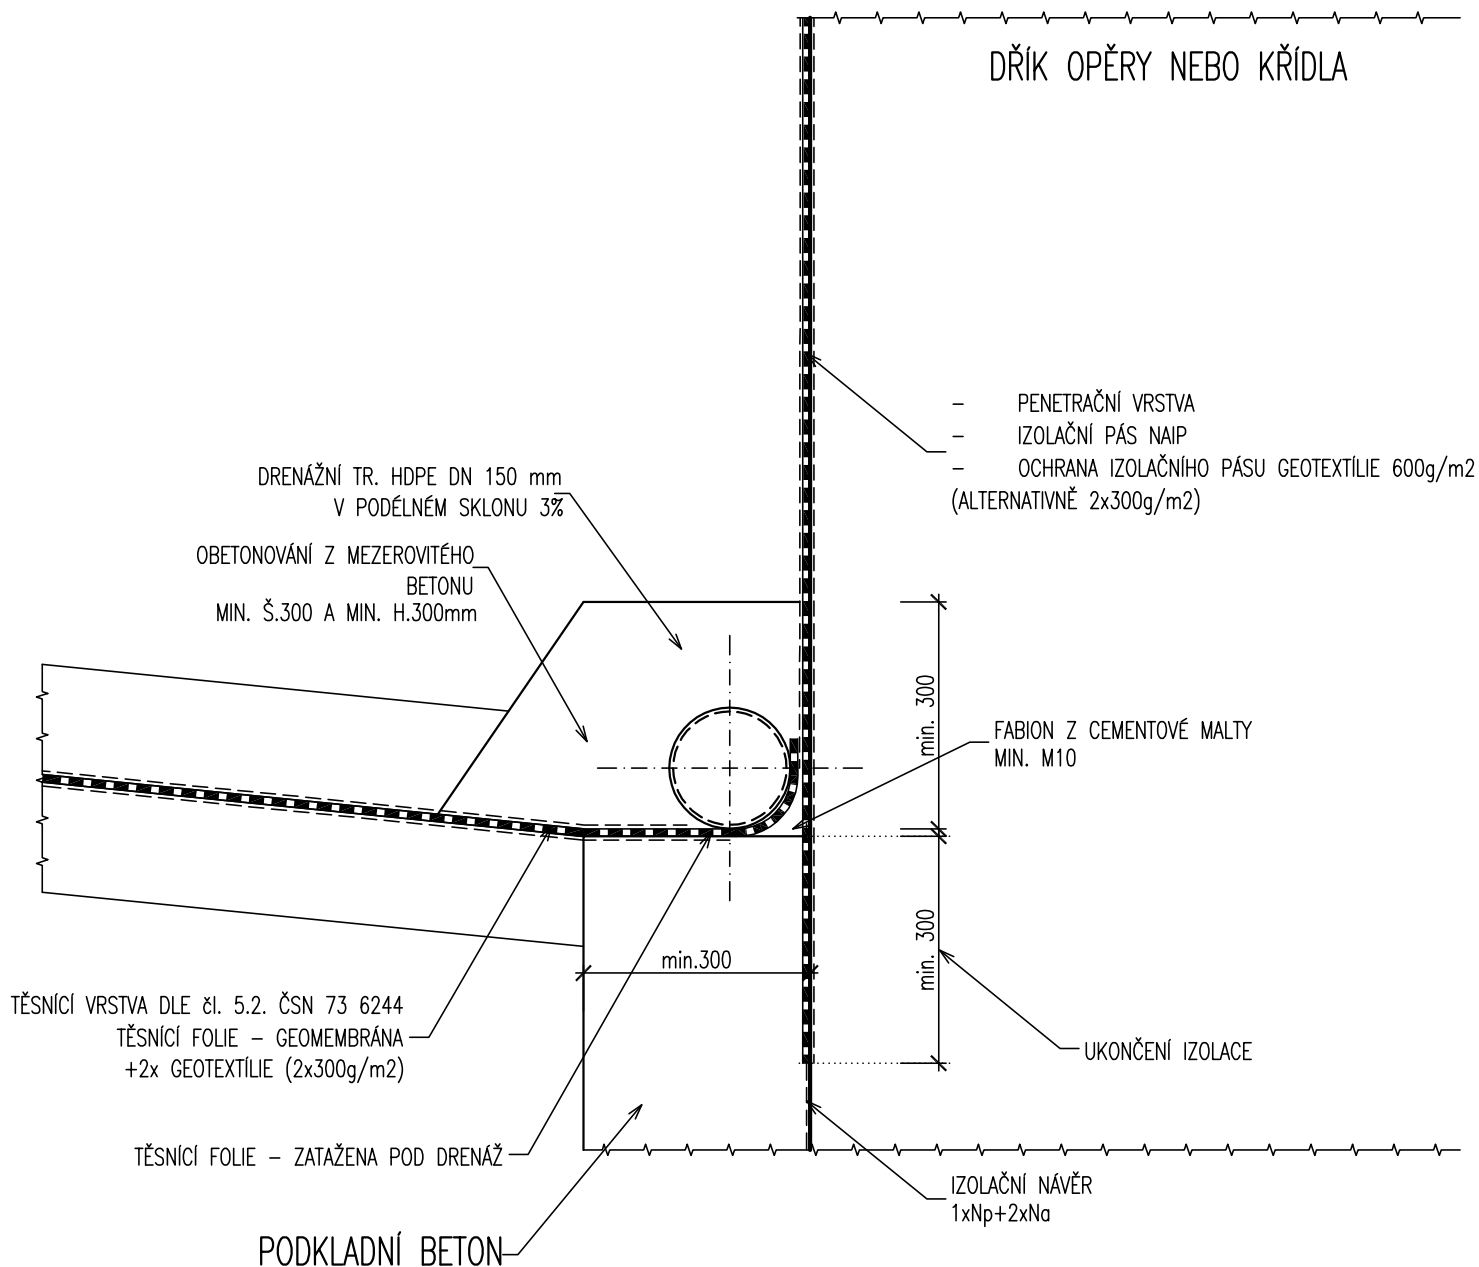 DŘÍK OPĚRY NEBO KŘÍDLA
- PENETRAČNÍ VRSTVA
- IZOLAČNÍ PÁS NAIP
- OCHRANA IZOLAČNÍHO PÁSU GEOTEXTÍLIE 600g/m2
(ALTERNATIVNĚ 2x300g/m2)
DRENÁŽNÍ TR. HDPE DN 150 mm
V PODÉLNÉM SKLONU 3%
OBETONOVÁNÍ Z MEZEROVITÉHO
BETONU
MIN. Š.300 A MIN. H.300mm
min. 300
FABION Z CEMENTOVÉ MALTY
MIN. M10
min. 300
min.300
TĚSNÍCÍ VRSTVA DLE čl. 5.2. ČSN 73 6244
TĚSNÍCÍ FOLIE - GEOMEMBRÁNA
+2x GEOTEXTÍLIE (2x300g/m2)
UKONČENÍ IZOLACE
TĚSNÍCÍ FOLIE - ZATAŽENA POD DRENÁŽ
IZOLAČNÍ NÁVĚR
1xNp+2xNa
PODKLADNÍ BETON